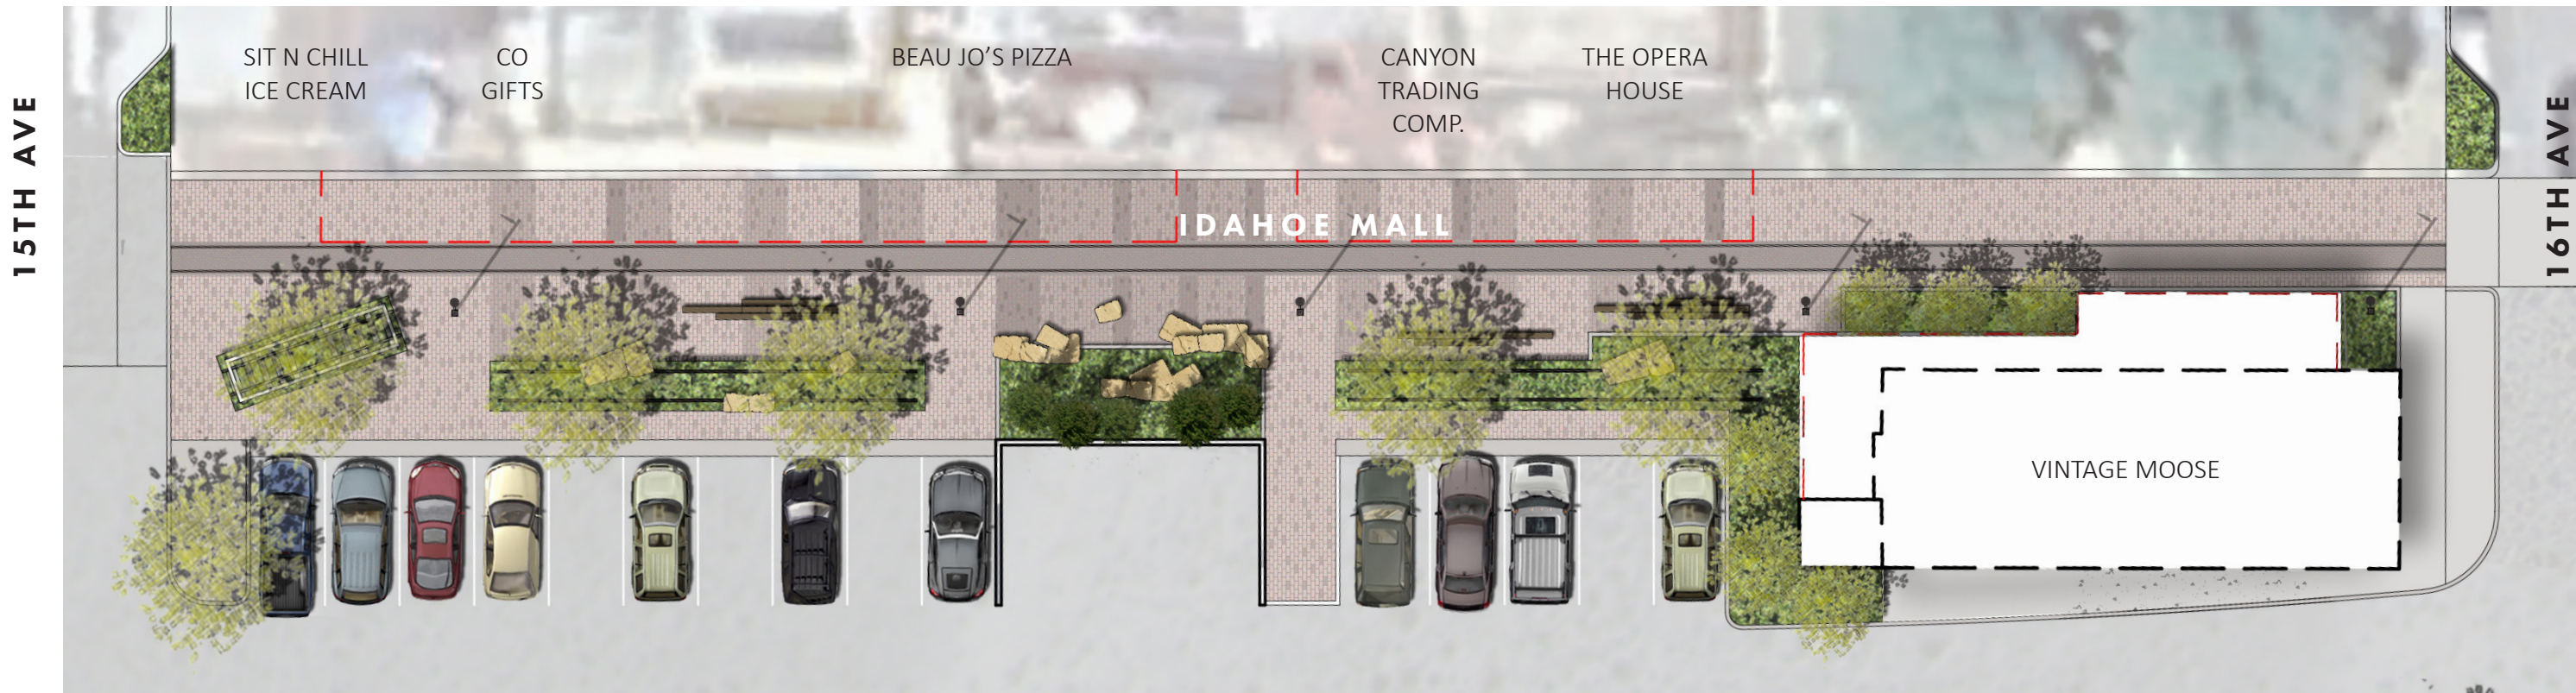 15TH AVE
SIT N CHILL
ICE CREAM
CO
GIFTS
BEAU JO'S PIZZA
CANYON
TRADING
COMP.
THE OPERA
HOUSE
16TH AVE
IDAHOE MALL
VINTAGE MOOSE